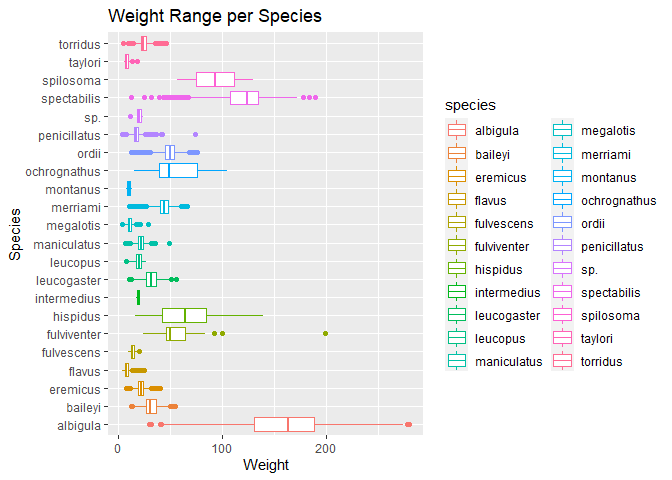 Weight Range per Species
Species
torridus
taylori
spilosoma
spectabilis
sp.
penicillatus
ordii
ochrognathus
montanus
merriami
megalotis
maniculatus
leucopus
leucogaster
intermedius
hispidus
fulviventer
fulvescens
flavus
eremicus
baileyi
albigula
0 100 200
Weight
species
albigula megalotis
baileyi merriami
eremicus montanus
flavus ochrognathus
fulvescens ordii
fulviventer penicillatus
hispidus sp.
intermedius spectabilis
leucogaster spilosoma
leucopus taylori
maniculatus torridus